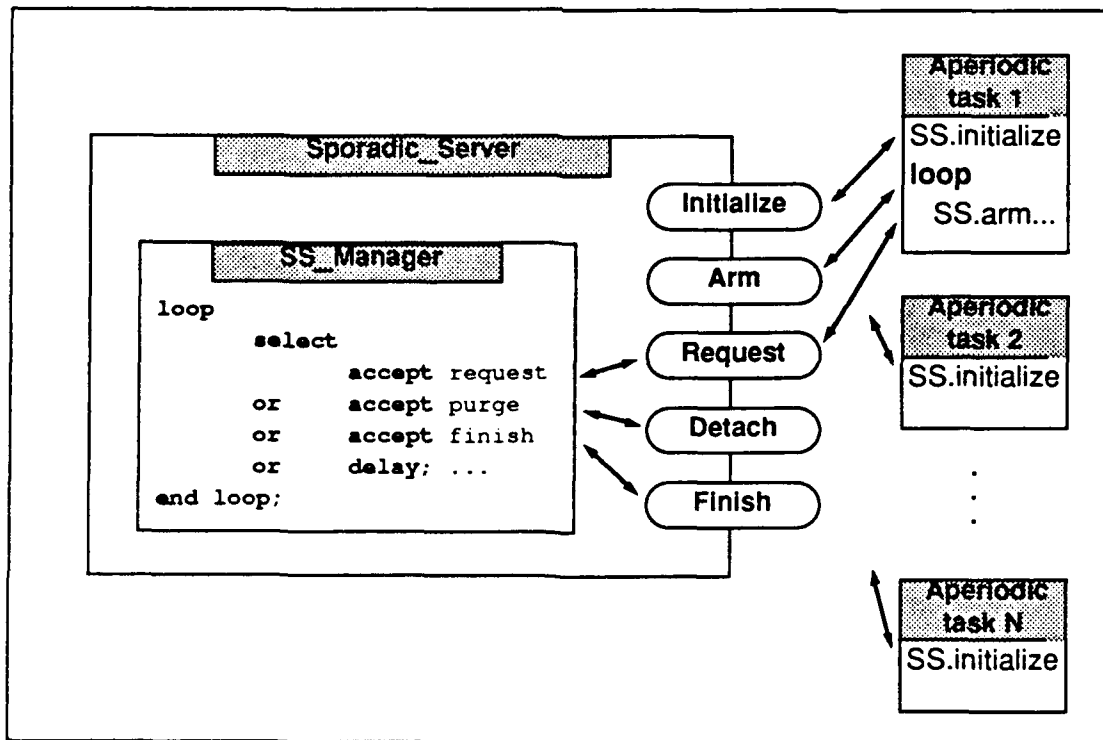 Sporadic_Server
SS_Manager
loop
select
accept request
or accept purge
or accept finish
or delay; ...
end loop;
Initialize
Arm
Request
Detach
Finish
Aperiodic
task 1
SS.initialize
loop
SS.arm...
Aperiodic
task 2
SS.initialize
.
.
.
Aperiodic
task N
SS.initialize